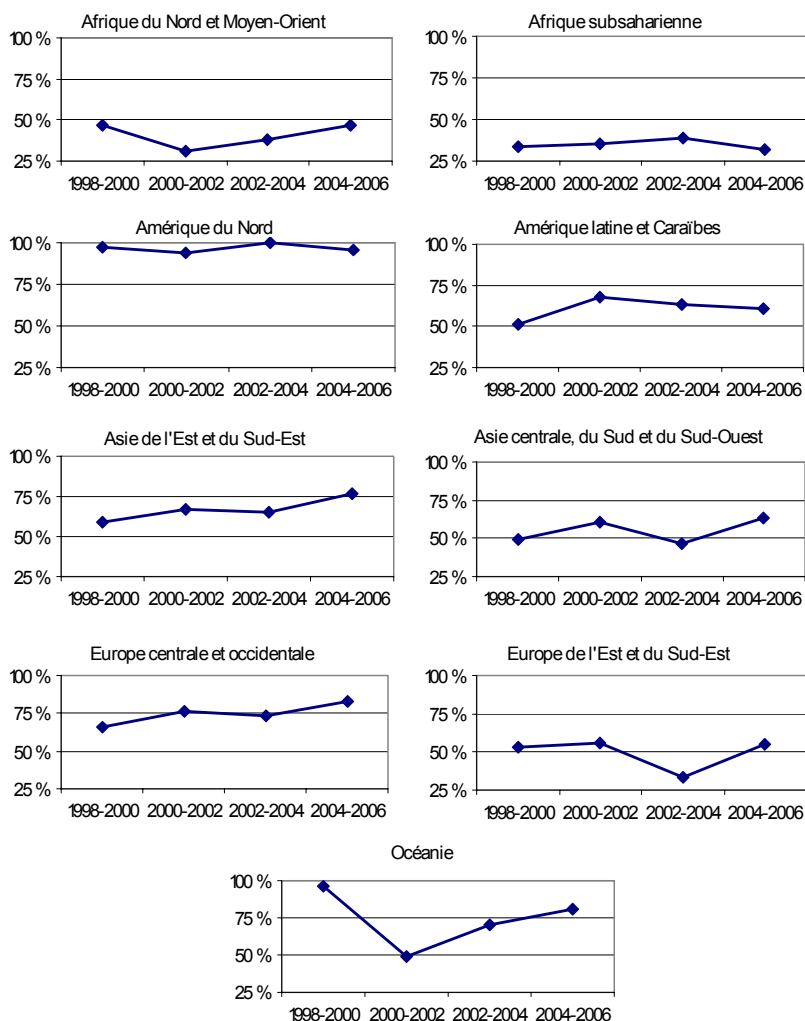 Afrique du Nord et Moyen-Orient
100 %
75 %
50 %
25 %
1998-2000 2000-2002 2002-2004 2004-2006
Afrique subsaharienne
100 %
75 %
50 %
25 %
1998-2000 2000-2002 2002-2004 2004-2006
Amérique du Nord
100 %
75 %
50 %
25 %
1998-2000 2000-2002 2002-2004 2004-2006
Amérique latine et Caraïbes
100 %
75 %
50 %
25 %
1998-2000 2000-2002 2002-2004 2004-2006
Asie de l'Est et du Sud-Est
100 %
75 %
50 %
25 %
1998-2000 2000-2002 2002-2004 2004-2006
Asie centrale, du Sud et du Sud-Ouest
100 %
75 %
50 %
25 %
1998-2000 2000-2002 2002-2004 2004-2006
Europe centrale et occidentale
100 %
75 %
50 %
25 %
1998-2000 2000-2002 2002-2004 2004-2006
Europe de l'Est et du Sud-Est
100 %
75 %
50 %
25 %
1998-2000 2000-2002 2002-2004 2004-2006
Océanie
100 %
75 %
50 %
25 %
1998-2000 2000-2002 2002-2004 2004-2006